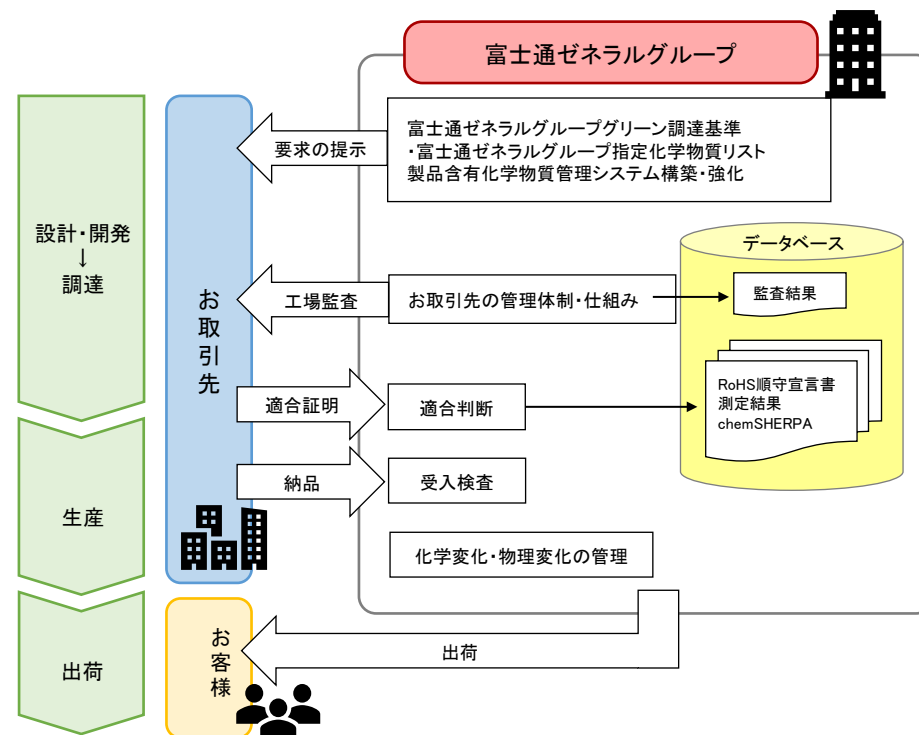 富士通ゼネラルグループ
富士通ゼネラルグループグリーン調達基準
・富士通ゼネラルグループ指定化学物質リスト
製品含有化学物質管理システム構築・強化
要求の提示
設計・開発
↓
調達
お取引先
データベース
工場監査
お取引先の管理体制・仕組み
監査結果
適合証明
適合判断
RoHS順守宣言書
測定結果
chemSHERPA
納品
受入検査
生産
化学変化・物理変化の管理
出荷
お客様
出荷